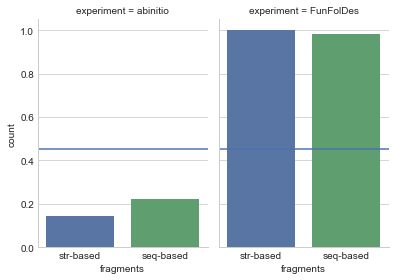 experiment = abinitio
experiment = FunFolDes
1.0
0.8
0.6
0.4
0.2
0.0
count
str-based
seq-based
str-based
seq-based
fragments
fragments